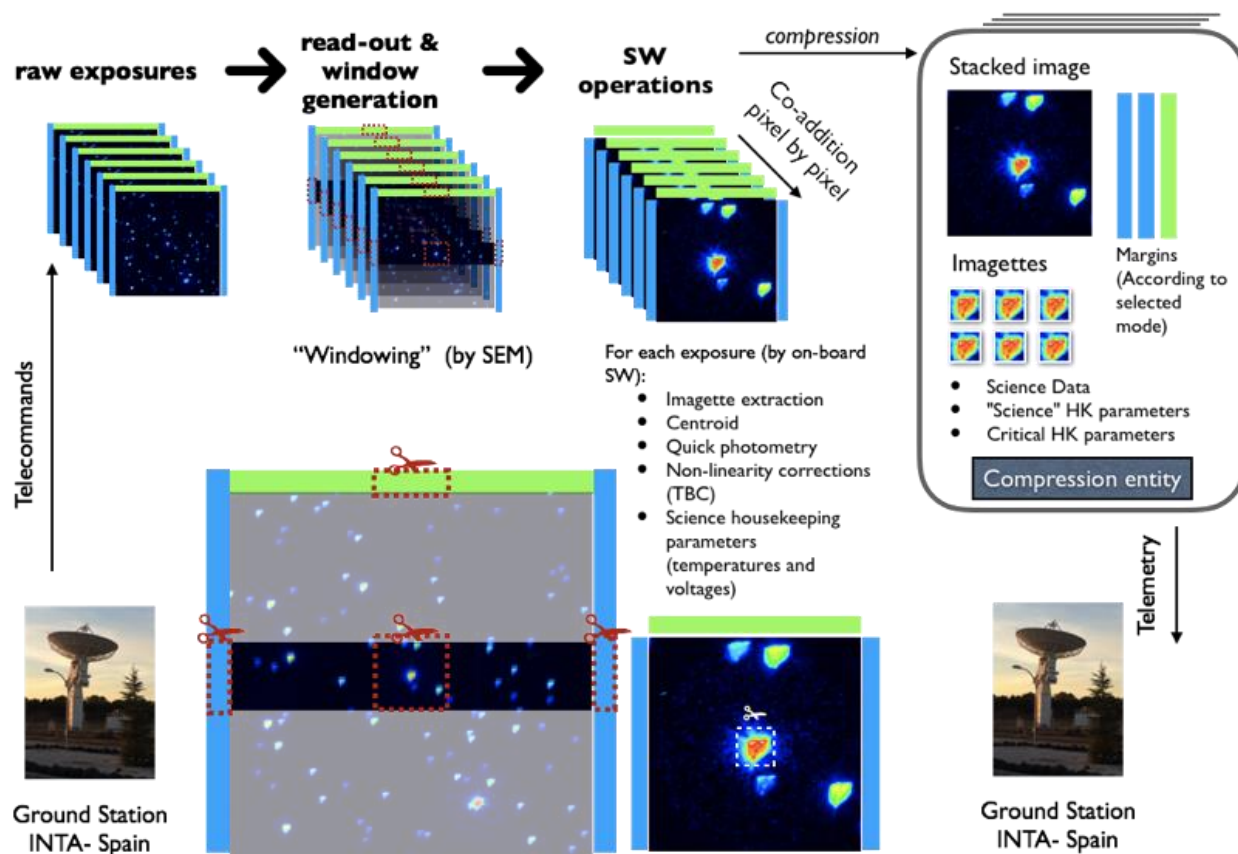 raw exposures
read-out &
window
generation
SW
operations
compression
Co-addition
pixel by pixel
Stacked image
Imagettes
Margins
(According to
selected
mode)
● Science Data
● "Science" HK parameters
● Critical HK parameters
Compression entity
Telecommands
“Windowing” (by SEM)
For each exposure (by on-board
SW):
● Imagette extraction
● Centroid
● Quick photometry
● Non-linearity corrections
(TBC)
● Science housekeeping
parameters
(temperatures and
voltages)
Telemetry
Ground Station
INTA- Spain
Ground Station
INTA- Spain